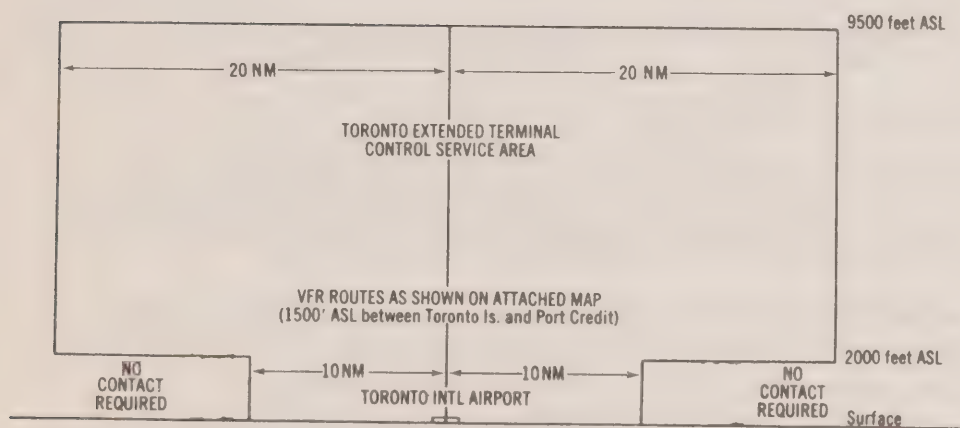 9500 feet ASL
20 NM
20 NM
TORONTO EXTENDED TERMINAL
CONTROL SERVICE AREA
VFR ROUTES AS SHOWN ON ATTACHED MAP
(1500' ASL between Toronto Is. and Port Credit)
2000 feet ASL
NO
CONTACT
REQUIRED
10 NM
10 NM
NO
CONTACT
REQUIRED
TORONTO INTL AIRPORT
Surface